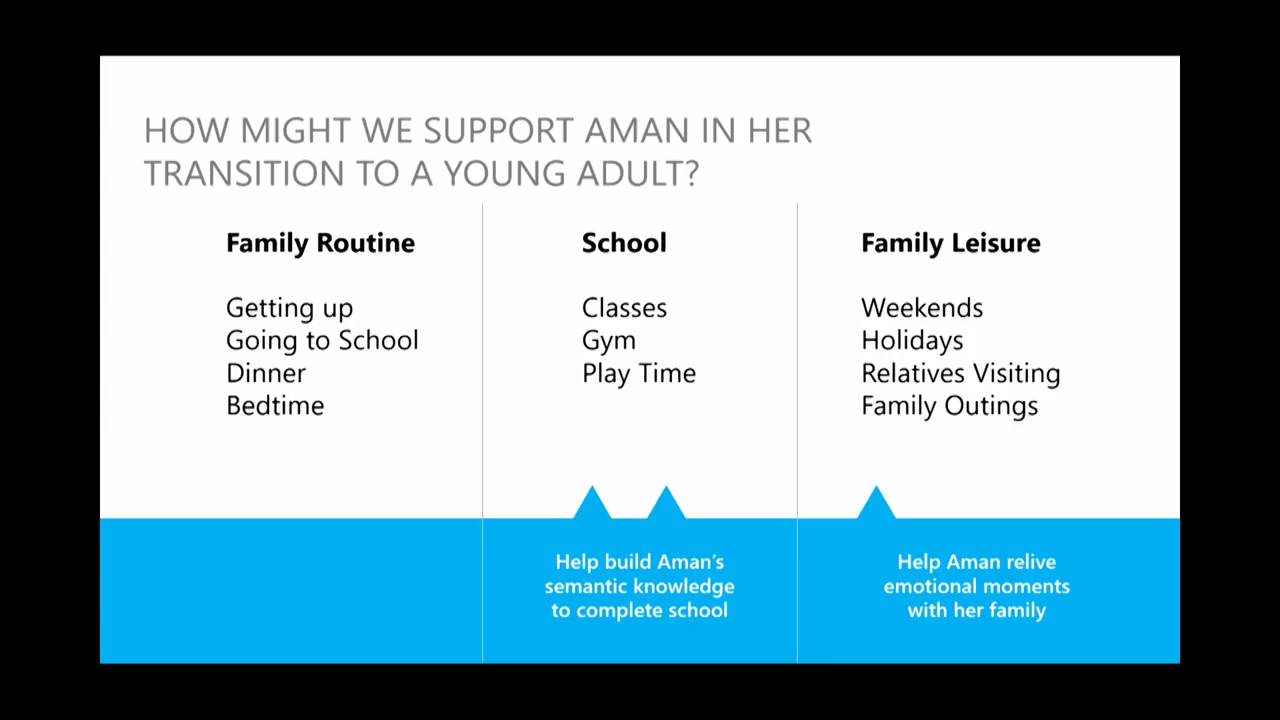 HOW MIGHT WE SUPPORT AMAN IN HER
TRANSITION TO A YOUNG ADULT?
Family Routine
Getting up
Going to School
Dinner
Bedtime
School
Classes
Gym
Play Time
Help build Aman's
semantic knowledge
to complete school
Family Leisure
Weekends
Holidays
Relatives Visiting
Family Outings
Help Aman relive
emotional moments
with her family